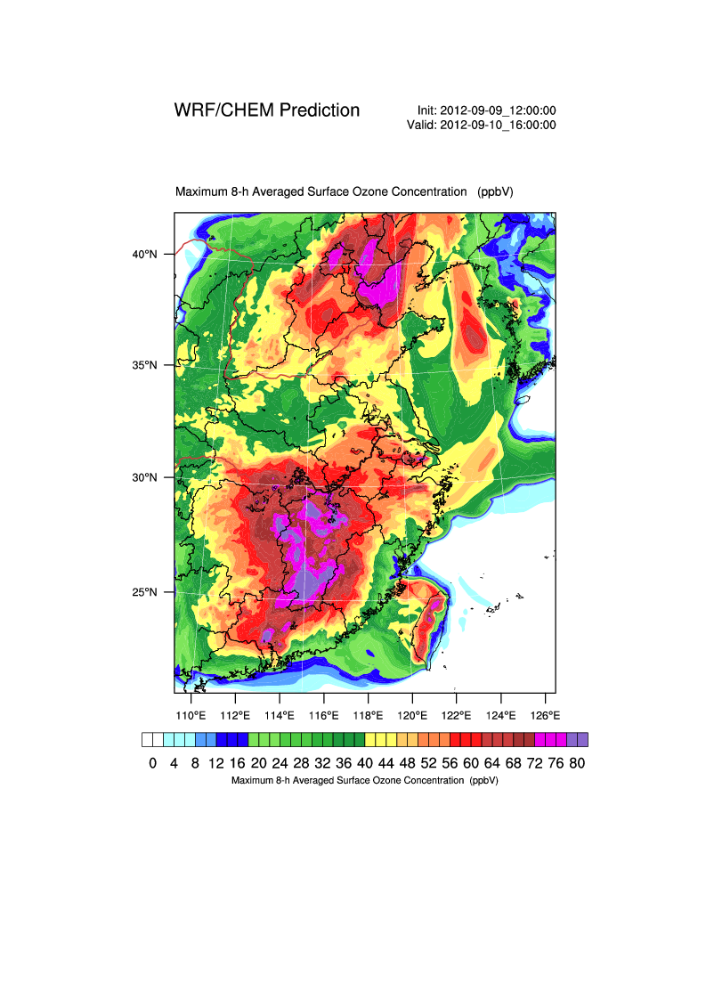 WRF/CHEM Prediction
Init: 2012-09-09_12:00:00
Valid: 2012-09-10_16:00:00
Maximum 8-h Averaged Surface Ozone Concentration (ppbV)
40°N
35°N
30°N
25°N
110°E 112°E 114°E 116°E 118°E 120°E 122°E 124°E 126°E
0 4 8 12 16 20 24 28 32 36 40 44 48 52 56 60 64 68 72 76 80
Maximum 8-h Averaged Surface Ozone Concentration (ppbV)